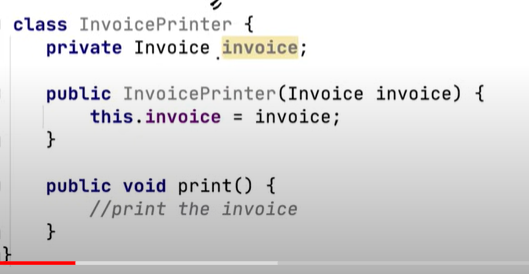 class InvoicePrinter {
private Invoice invoice;
public InvoicePrinter(Invoice invoice) {
this.invoice = invoice;
}
public void print() {
//print the invoice
}
}